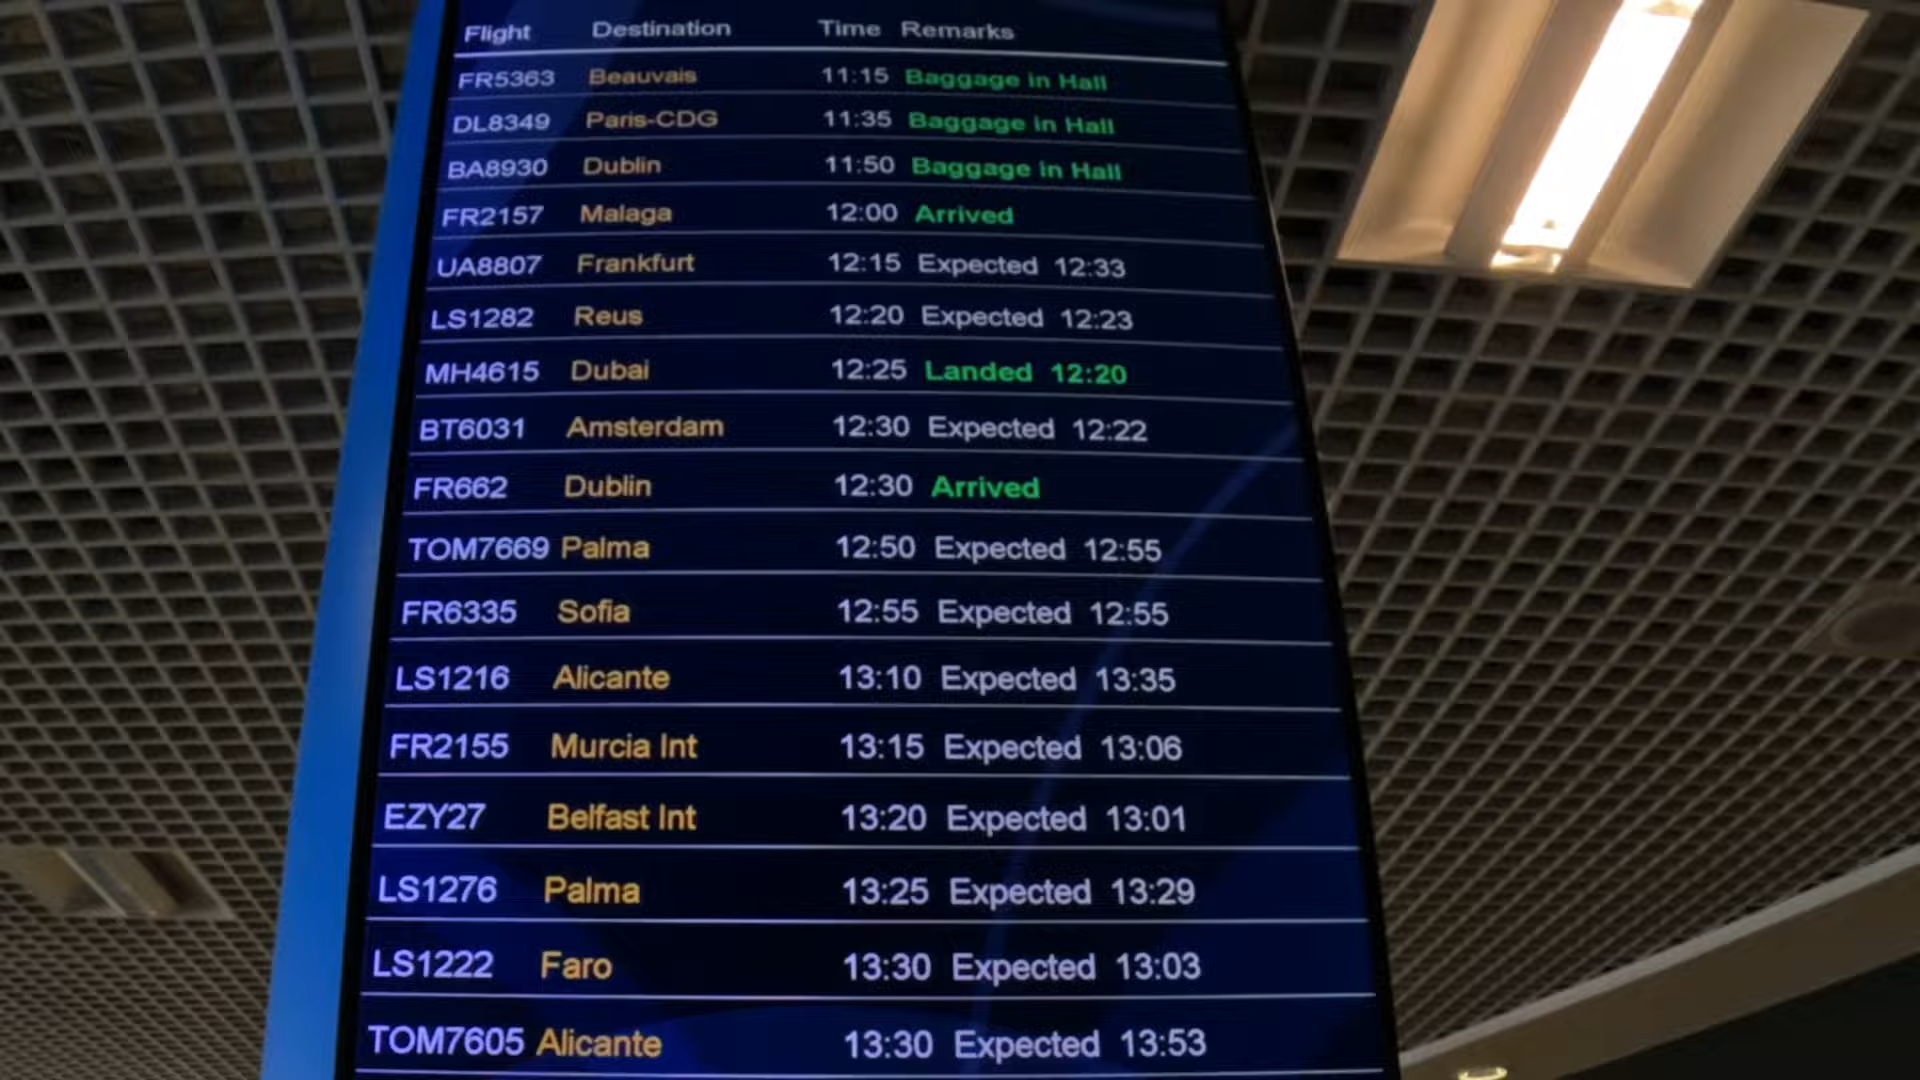 Flight Destination Time Remarks
FR5363 Beauvais 11:15 Baggage in Hall
DL8349 Paris-CDG 11:35 Baggage in Hall
BA8930 Dublin 11:50 Baggage in Hall
FR2157 Malaga 12:00 Arrived
UA8807 Frankfurt 12:15 Expected 12:33
LS1282 Reus 12:20 Expected 12:23
MH4615 Dubai 12:25 Landed 12:20
BT6031 Amsterdam 12:30 Expected 12:22
FR662 Dublin 12:30 Arrived
TOM7669 Palma 12:50 Expected 12:55
FR6335 Sofia 12:55 Expected 12:55
LS1216 Alicante 13:10 Expected 13:35
FR2155 Murcia Int 13:15 Expected 13:06
EZY27 Belfast Int 13:20 Expected 13:01
LS1276 Palma 13:25 Expected 13:29
LS1222 Faro 13:30 Expected 13:03
TOM7605 Alicante 13:30 Expected 13:53